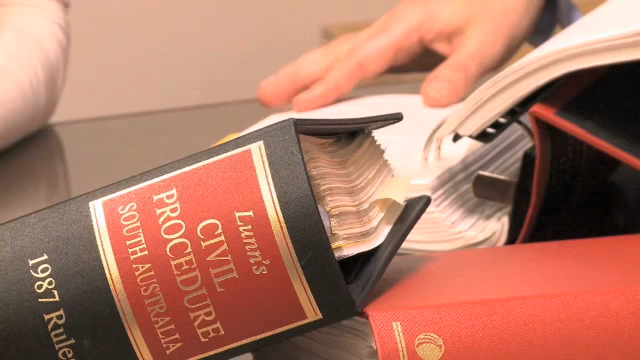 Lunn's
CIVIL
PROCEDURE
SOUTH AUSTRALIA
1987 Rules